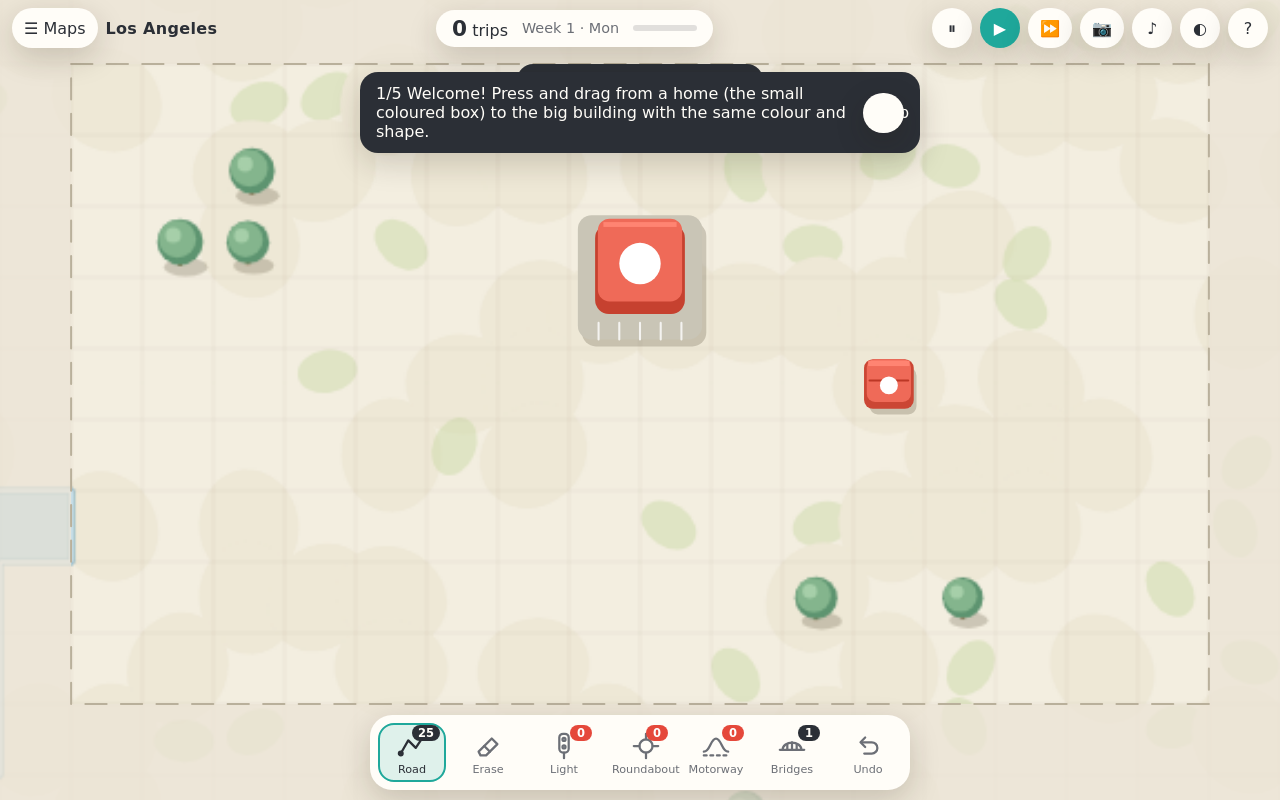 ☰ Maps
Los Angeles
0 trips
Week 1 · Mon
?
1/5 Welcome! Press and drag from a home (the small
coloured box) to the big building with the same colour and
shape.
25
Road
Erase
0
Light
0
Roundabout
0
Motorway
1
Bridges
Undo